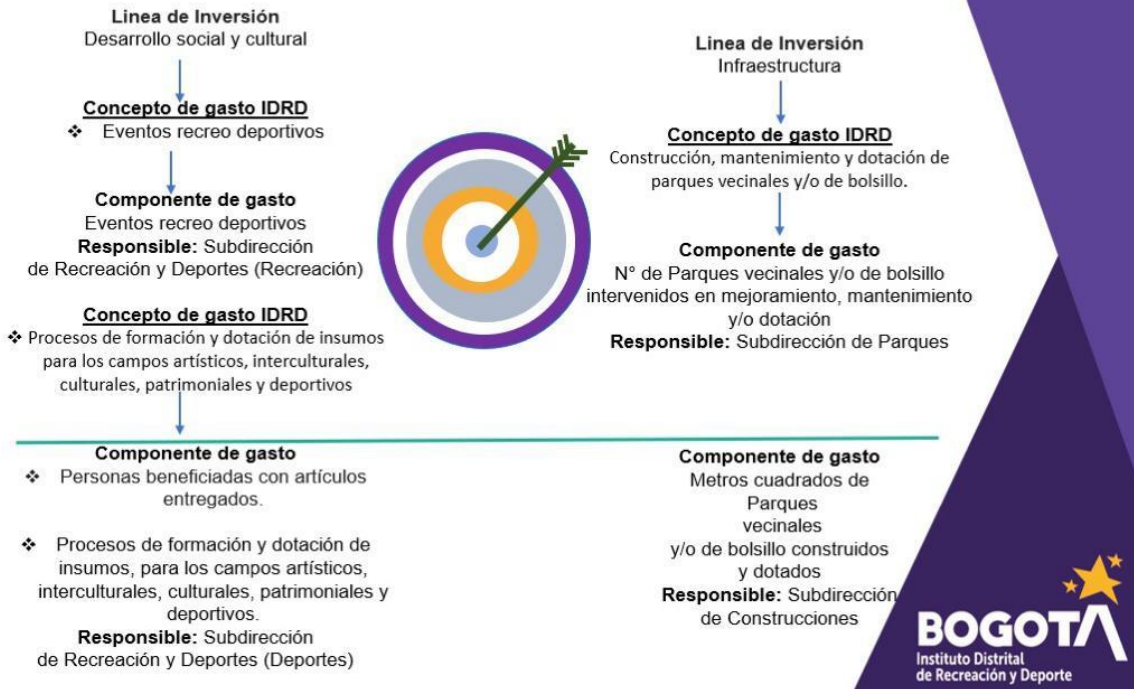 Linea de Inversión
Desarrollo social y cultural
Concepto de gasto IDRD
❖ Eventos recreo deportivos
Componente de gasto
Eventos recreo deportivos
Responsible: Subdirección
de Recreación y Deportes (Recreación)
Concepto de gasto IDRD
❖ Procesos de formación y dotación de insumos
para los campos artísticos, interculturales,
culturales, patrimoniales y deportivos
Componente de gasto
❖ Personas beneficiadas con artículos
entregados.
❖ Procesos de formación y dotación de
insumos, para los campos artísticos,
interculturales, culturales, patrimoniales y
deportivos.
Responsible: Subdirección
de Recreación y Deportes (Deportes)
Linea de Inversión
Infraestructura
Concepto de gasto IDRD
Construcción, mantenimiento y dotación de
parques vecinales y/o de bolsillo.
Componente de gasto
N° de Parques vecinales y/o de bolsillo
intervenidos en mejoramiento, mantenimiento
y/o dotación
Responsible: Subdirección de Parques
Componente de gasto
Metros cuadrados de
Parques
vecinales
y/o de bolsillo construidos
y dotados
Responsible: Subdirección
de Construcciones
BOGOTÁ
Instituto Distrital
de Recreación y Deporte